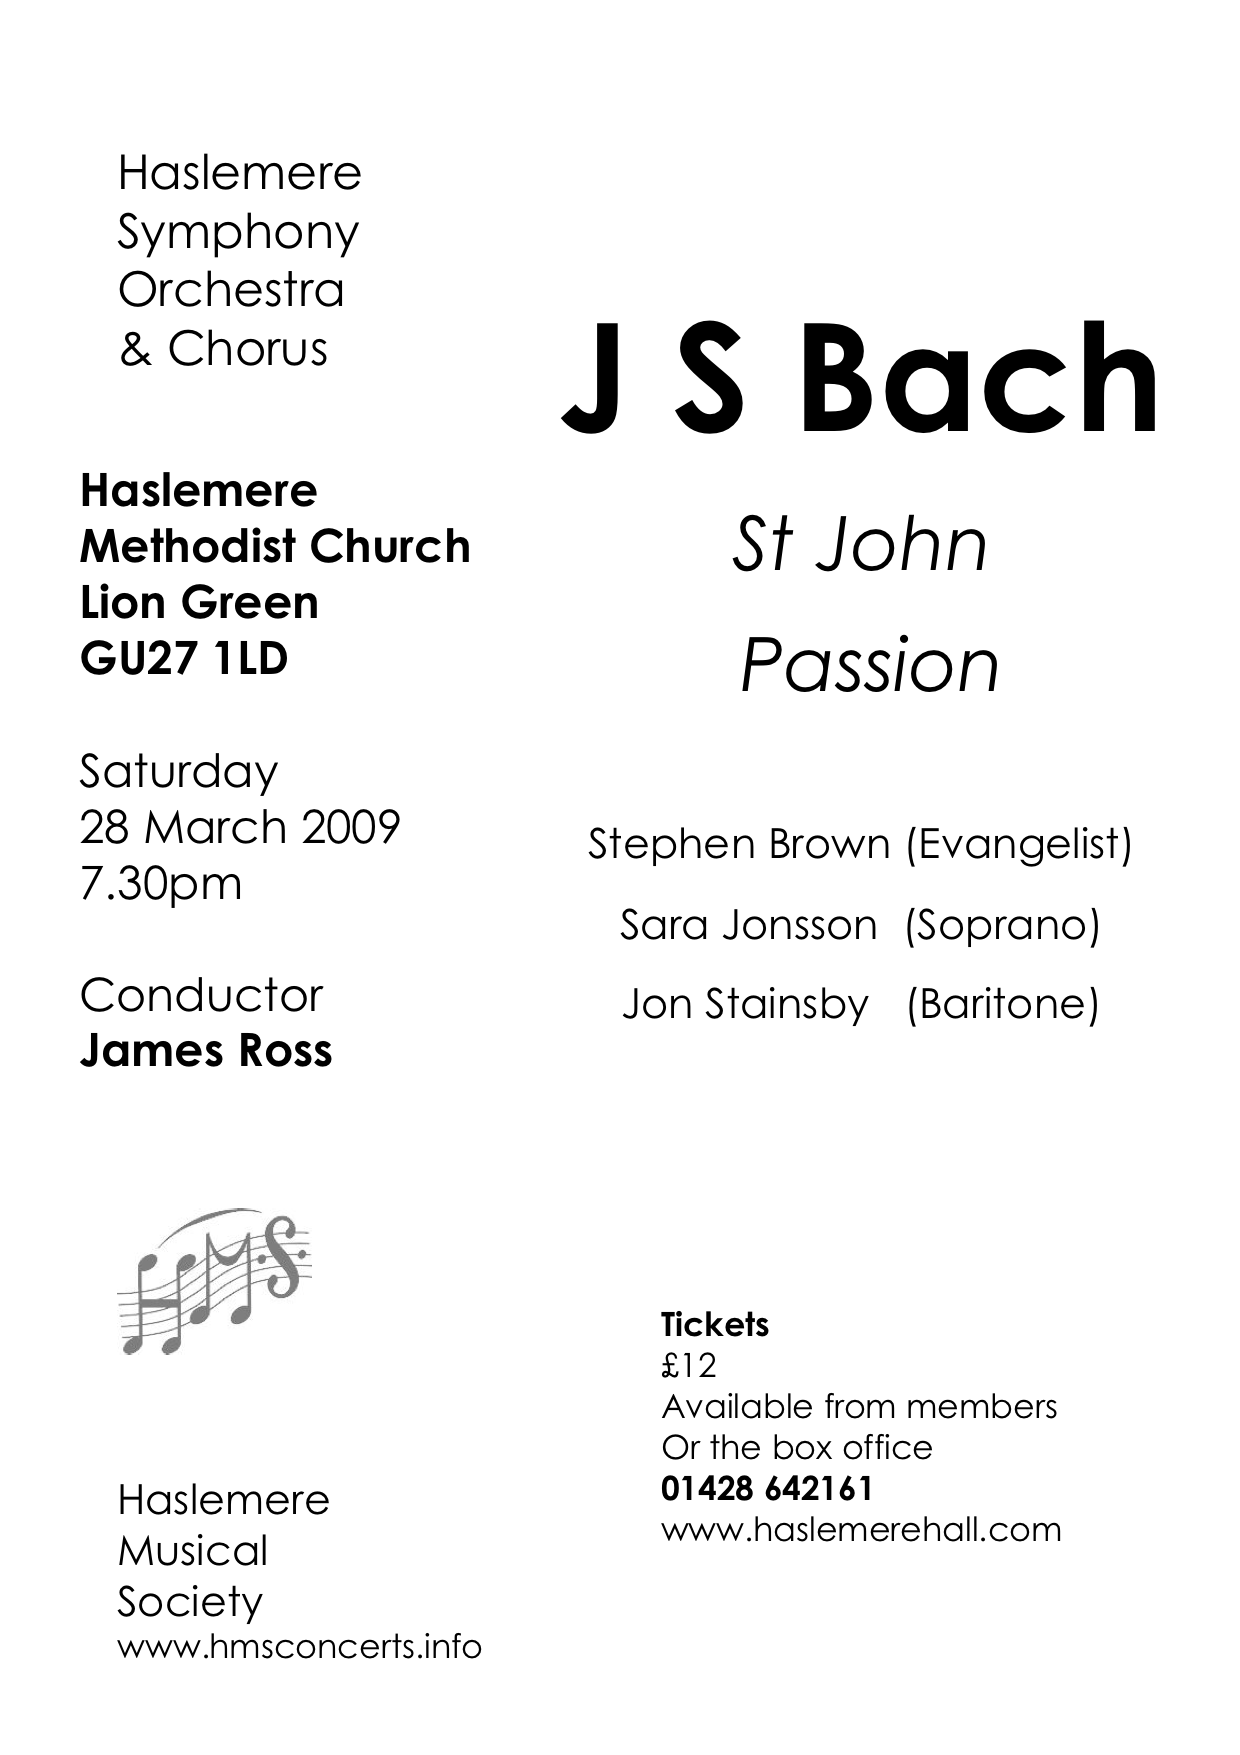 Haslemere
Symphony
Orchestra
& Chorus
Haslemere
Methodist Church
Lion Green
GU27 1LD
Saturday
28 March 2009
7.30pm
Conductor
James Ross
HMS
Haslemere
Musical
Society
www.hmsconcerts.info
J S Bach
St John
Passion
Stephen Brown (Evangelist)
Sara Jonsson (Soprano)
Jon Stainsby (Baritone)
Tickets
£12
Available from members
Or the box office
01428 642161
www.haslemerehall.com